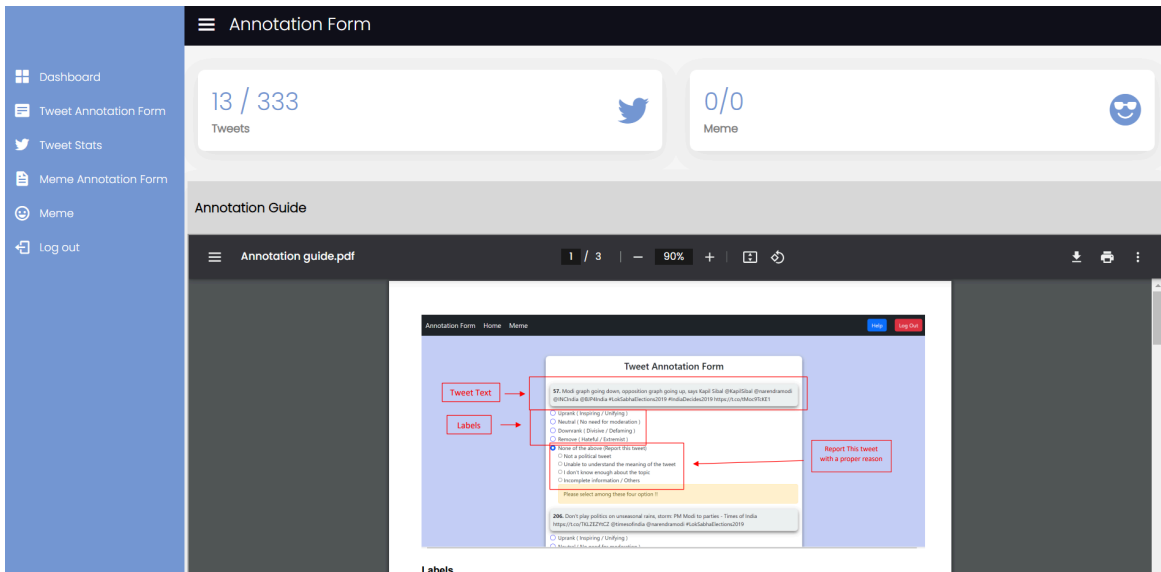 Annotation Form
Dashboard
Tweet Annotation Form
Tweet Stats
Meme Annotation Form
Meme
Log out
13 / 333
Tweets
0/0
Meme
Annotation Guide
Annotation guide.pdf
1 / 3
90%
Annotation Form Home Meme
Help
Log Out
Tweet Annotation Form
Tweet Text
57. Modi graph going down, opposition graph going up, says Kapil Sibal @KapilSibal @narendramodi
@INCIndia @BJP4India #LokSabhaElections2019 #IndiaDecides2019
Labels
Uprank ( Inspiring / Unifying )
Neutral ( No need for moderation )
Downrank ( Divisive / Defaming )
Remove ( Hateful / Extremist )
None of the above (Report this tweet)
Not a political tweet
Unable to understand the meaning of the tweet
I don't know enough about the topic
Incomplete information / Others
Report This tweet
with a proper reason
Please select among these four option !!
206. Don't play politics on unseasonal rains, storm: PM Modi to parties - Times of India
@timesofindia @narendramodi #LokSabhaElections2019
Uprank ( Inspiring / Unifying )
Neutral ( No need for moderation )
Labels